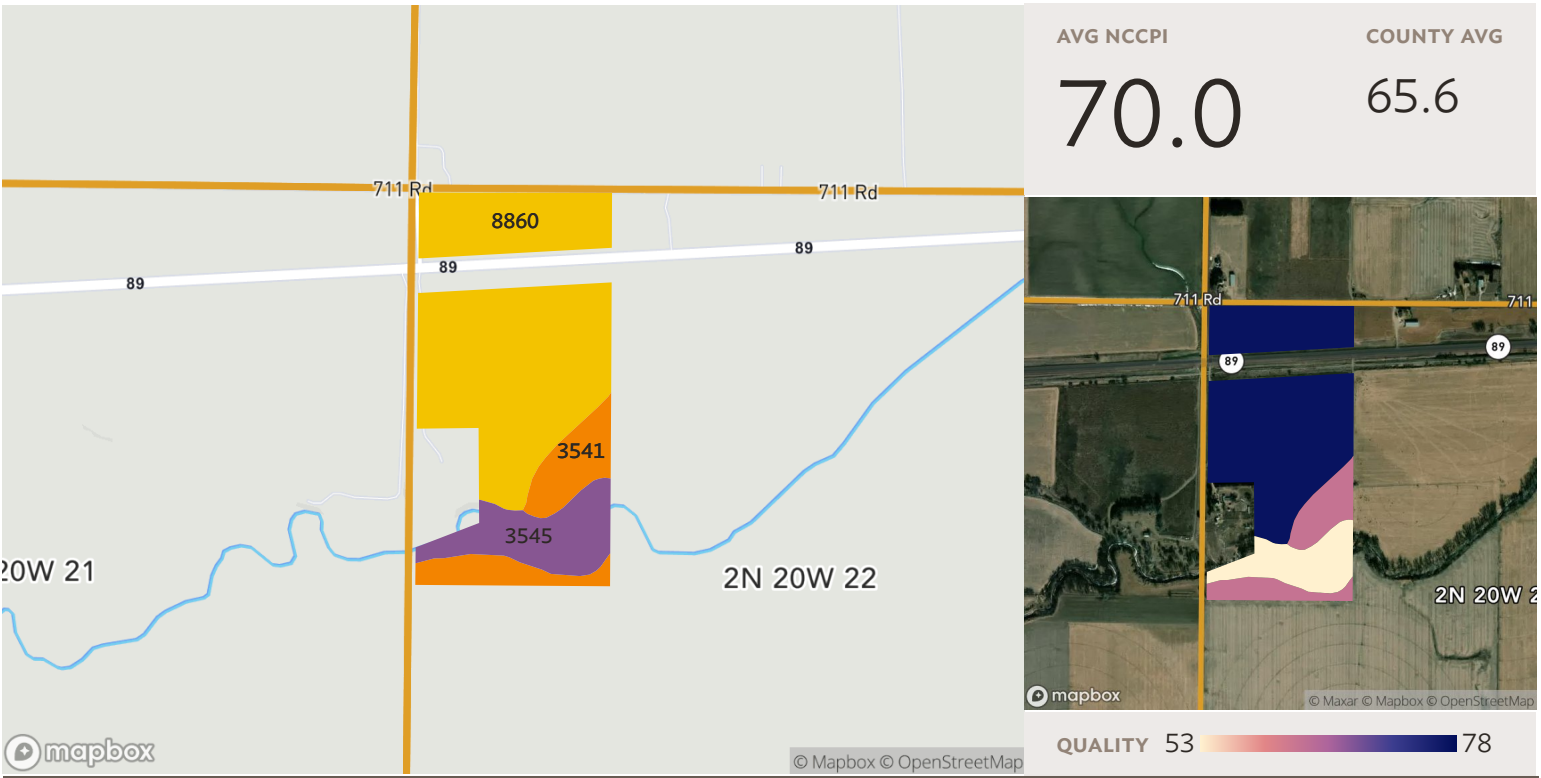 711 Rd
711 Rd
8860
89
89
89
3541
3545
20W 21
2N 20W 22
mapbox
© Mapbox © OpenStreetMap
AVG NCCPI
COUNTY AVG
70.0
65.6
711 Rd
711
89
89
2N 20W 2
mapbox
© Maxar © Mapbox © OpenStreetMap
QUALITY 53 78